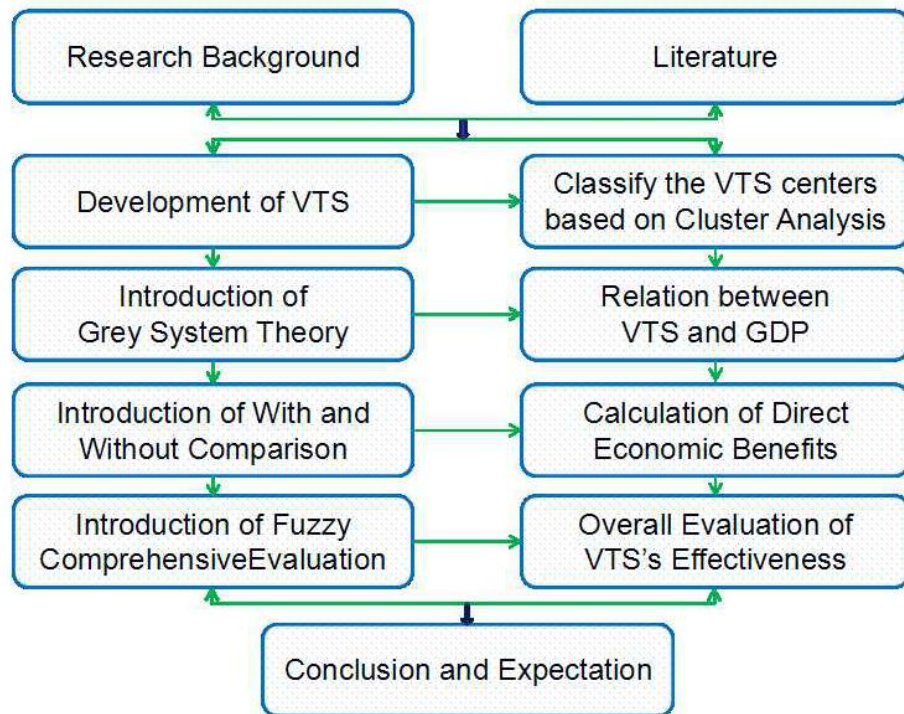 Research Background
Literature
Development of VTS
Classify the VTS centers
based on Cluster Analysis
Introduction of
Grey System Theory
Relation between
VTS and GDP
Introduction of With and
Without Comparison
Calculation of Direct
Economic Benefits
Introduction of Fuzzy
ComprehensiveEvaluation
Overall Evaluation of
VTS's Effectiveness
Conclusion and Expectation